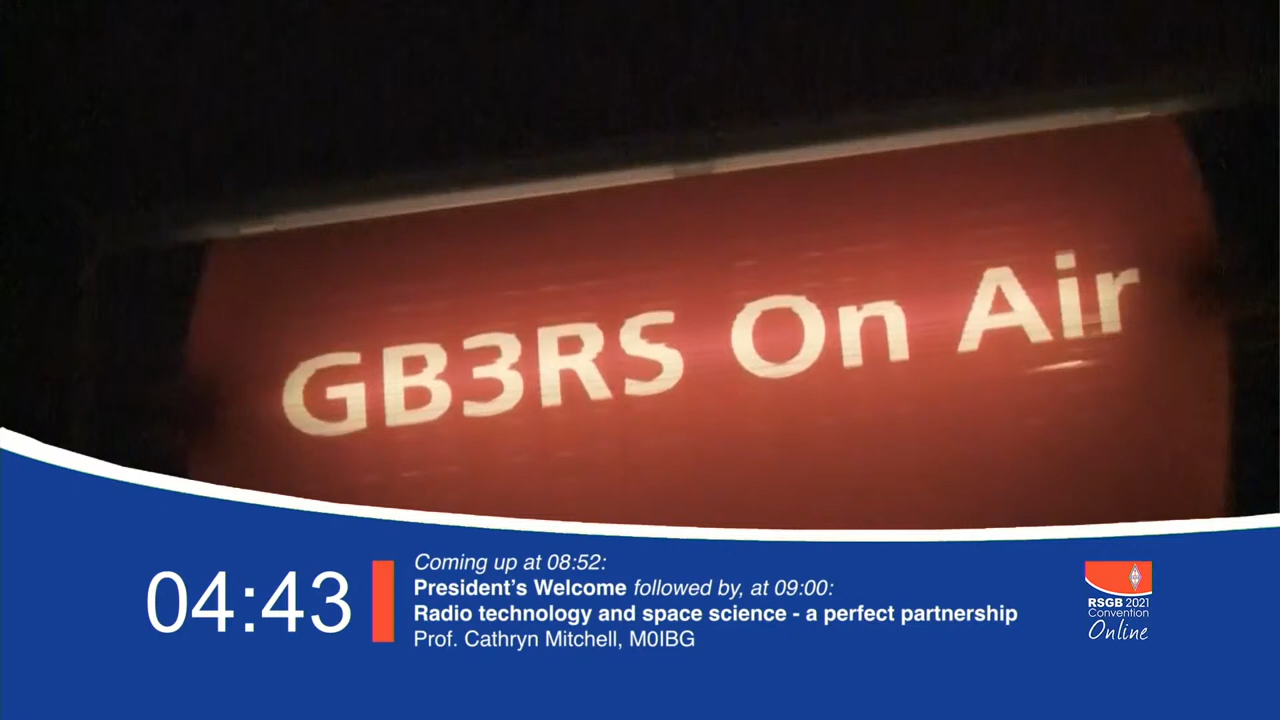 GB3RS On Air
04:43
Coming up at 08:52:
President's Welcome followed by, at 09:00:
Radio technology and space science - a perfect partnership
Prof. Cathryn Mitchell, M0IBG
RSGB 2021
Convention
Online